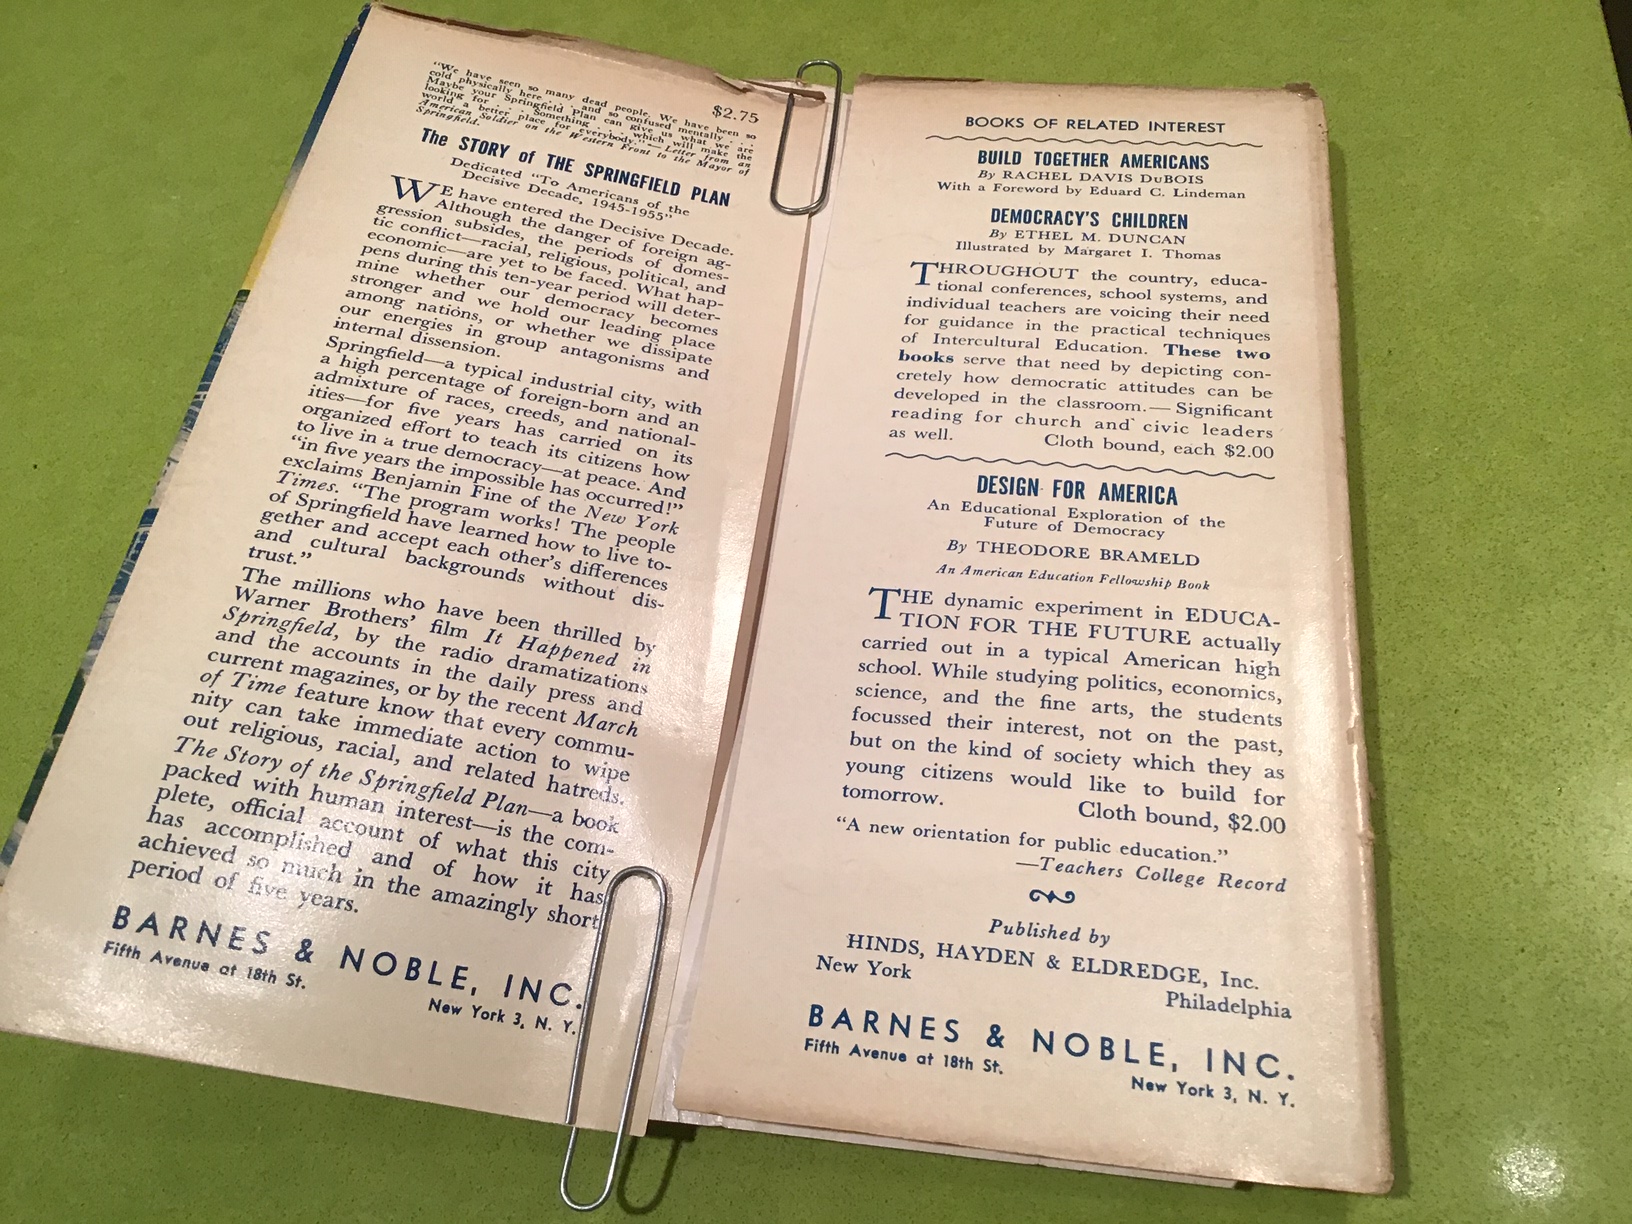 "We have seen so many dead people. We have been so
cold physically here . . . and so confused mentally . . .
Maybe your Springfield Plan can give us what we are
looking for . . . Something . . . which will make the
world a better place for everybody."—Letter from an
American Soldier on the Western Front to the Mayor of
Springfield.
$2.75
The STORY of THE SPRINGFIELD PLAN
Dedicated "To Americans of the
Decisive Decade, 1945-1955"
WE have entered the Decisive Decade.
Although the danger of foreign ag-
gression subsides, the periods of domes-
tic conflict—racial, religious, political, and
economic—are yet to be faced. What hap-
pens during this ten-year period will deter-
mine whether our democracy becomes
stronger and we hold our leading place
among nations, or whether we dissipate
our energies in group antagonisms and
internal dissension.
Springfield—a typical industrial city, with
a high percentage of foreign-born and an
admixture of races, creeds, and national-
ities—for five years has carried on its
organized effort to teach its citizens how
to live in a true democracy—at peace. And
"in five years the impossible has occurred!"
exclaims Benjamin Fine of the New York
Times. "The program works! The people
of Springfield have learned how to live to-
gether and accept each other's differences
and cultural backgrounds without dis-
trust."
The millions who have been thrilled by
Warner Brothers' film It Happened in
Springfield, by the radio dramatizations
and the accounts in the daily press and
current magazines, or by the recent March
of Time feature know that every commu-
nity can take immediate action to wipe
out religious, racial, and related hatreds.
The Story of the Springfield Plan—a book
packed with human interest—is the com-
plete, official account of what this city
has accomplished and of how it has
achieved so much in the amazingly short
period of five years.
BARNES & NOBLE, INC.
Fifth Avenue at 18th St.
New York 3, N. Y.
BOOKS OF RELATED INTEREST
BUILD TOGETHER AMERICANS
By RACHEL DAVIS DuBOIS
With a Foreword by Eduard C. Lindeman
DEMOCRACY'S CHILDREN
By ETHEL M. DUNCAN
Illustrated by Margaret I. Thomas
THROUGHOUT the country, educa-
tional conferences, school systems, and
individual teachers are voicing their need
for guidance in the practical techniques
of Intercultural Education. These two
books serve that need by depicting con-
cretely how democratic attitudes can be
developed in the classroom.—Significant
reading for church and civic leaders
as well. Cloth bound, each $2.00
DESIGN FOR AMERICA
An Educational Exploration of the
Future of Democracy
By THEODORE BRAMELD
An American Education Fellowship Book
THE dynamic experiment in EDUCA-
TION FOR THE FUTURE actually
carried out in a typical American high
school. While studying politics, economics,
science, and the fine arts, the students
focussed their interest, not on the past,
but on the kind of society which they as
young citizens would like to build for
tomorrow. Cloth bound, $2.00
"A new orientation for public education."
—Teachers College Record
Published by
HINDS, HAYDEN & ELDREDGE, Inc.
New York
Philadelphia
BARNES & NOBLE, INC.
Fifth Avenue at 18th St.
New York 3, N. Y.